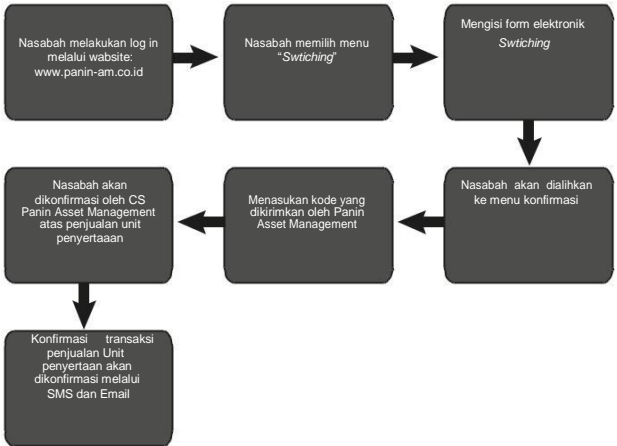 Nasabah melakukan log in
melalui wabsite:
www.panin-am.co.id
Nasabah memilih menu
“Swtiching”
Mengisi form elektronik
Swtiching
Nasabah akan dialihkan
ke menu konfirmasi
Menasukan kode yang
dikirimkan oleh Panin
Asset Management
Nasabah akan
dikonfirmasi oleh CS
Panin Asset Management
atas penjualan unit
penyertaaan
Konfirmasi transaksi
penjualan Unit
penyertaan akan
dikonfirmasi melalui
SMS dan Email